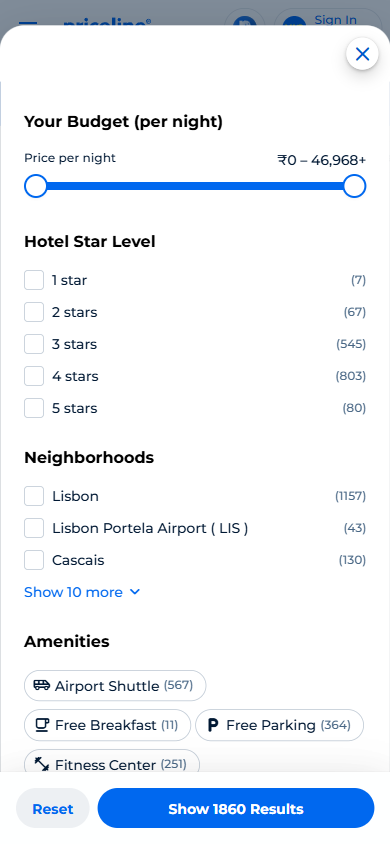 priceline®
Sign In
Your Budget (per night)
Price per night ₹0 – 46,968+
Hotel Star Level
1 star (7)
2 stars (67)
3 stars (545)
4 stars (803)
5 stars (80)
Neighborhoods
Lisbon (1157)
Lisbon Portela Airport ( LIS ) (43)
Cascais (130)
Show 10 more
Amenities
Airport Shuttle (567)
Free Breakfast (11) Free Parking (364)
Fitness Center (251)
Reset Show 1860 Results